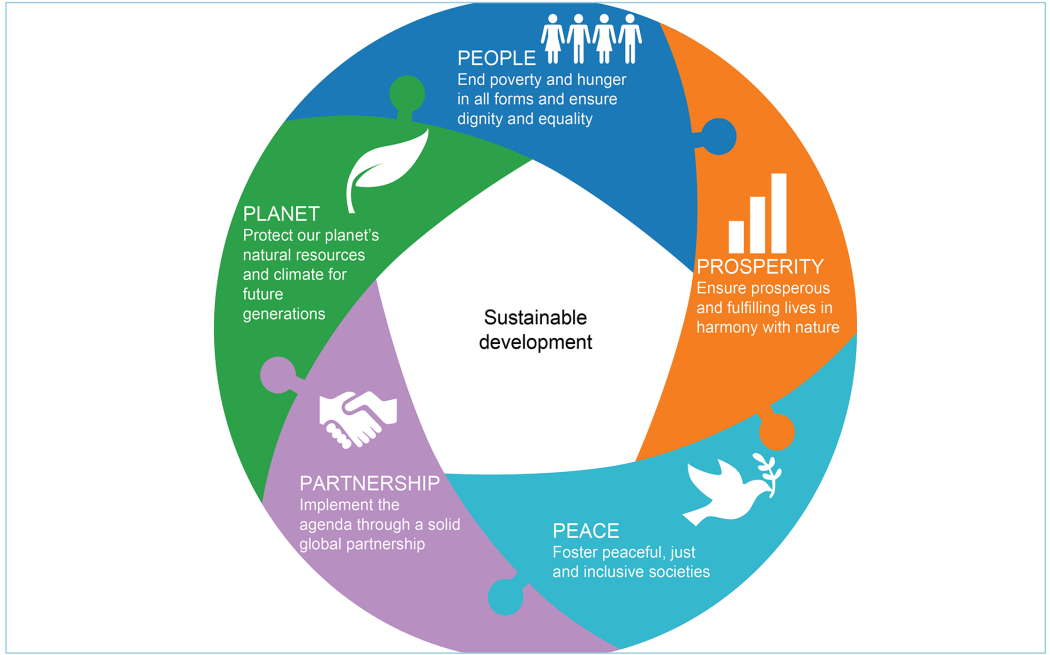 PEOPLE
End poverty and hunger
in all forms and ensure
dignity and equality
PROSPERITY
Ensure prosperous
and fulfilling lives in
harmony with nature
PEACE
Foster peaceful, just
and inclusive societies
PARTNERSHIP
Implement the
agenda through a solid
global partnership
PLANET
Protect our planet’s
natural resources
and climate for
future
generations
Sustainable
development